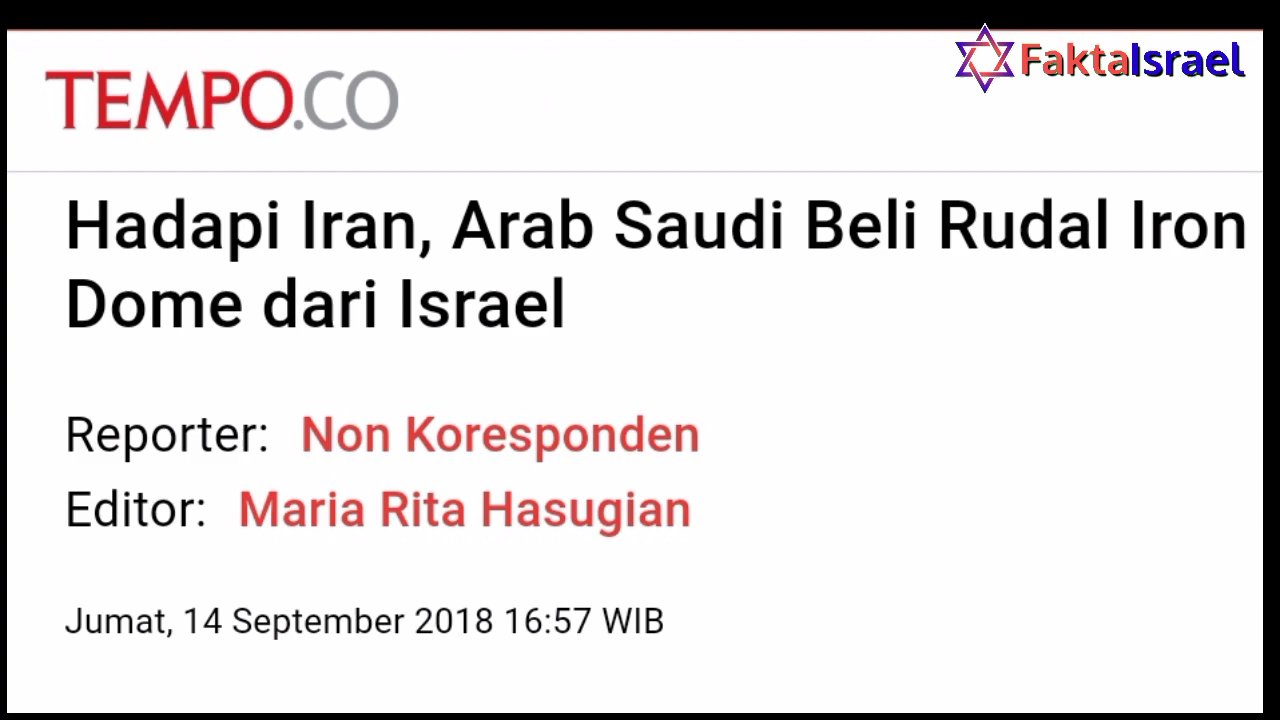 FaktaIsrael
TEMPO.CO
Hadapi Iran, Arab Saudi Beli Rudal Iron
Dome dari Israel
Reporter: Non Koresponden
Editor: Maria Rita Hasugian
Jumat, 14 September 2018 16:57 WIB